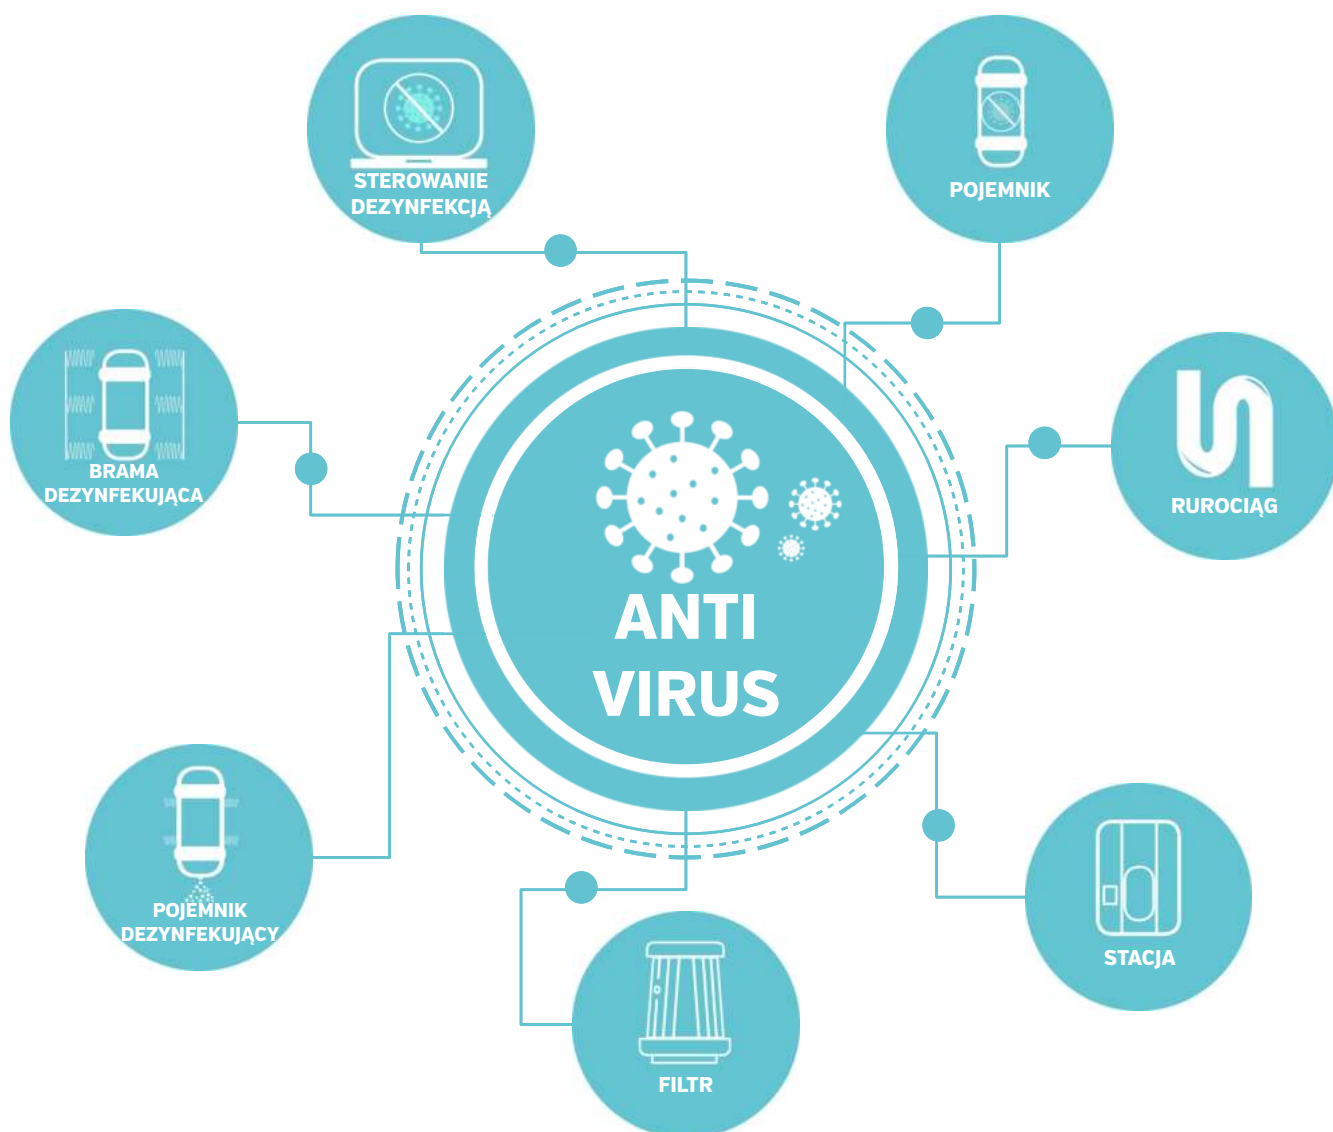 STEROWANIE
DEZYNFEKCJĄ
POJEMNIK
BRAMA
DEZYNFEKUJĄCA
RUROCIĄG
ANTI
VIRUS
POJEMNIK
DEZYNFEKUJĄCY
STACJA
FILTR